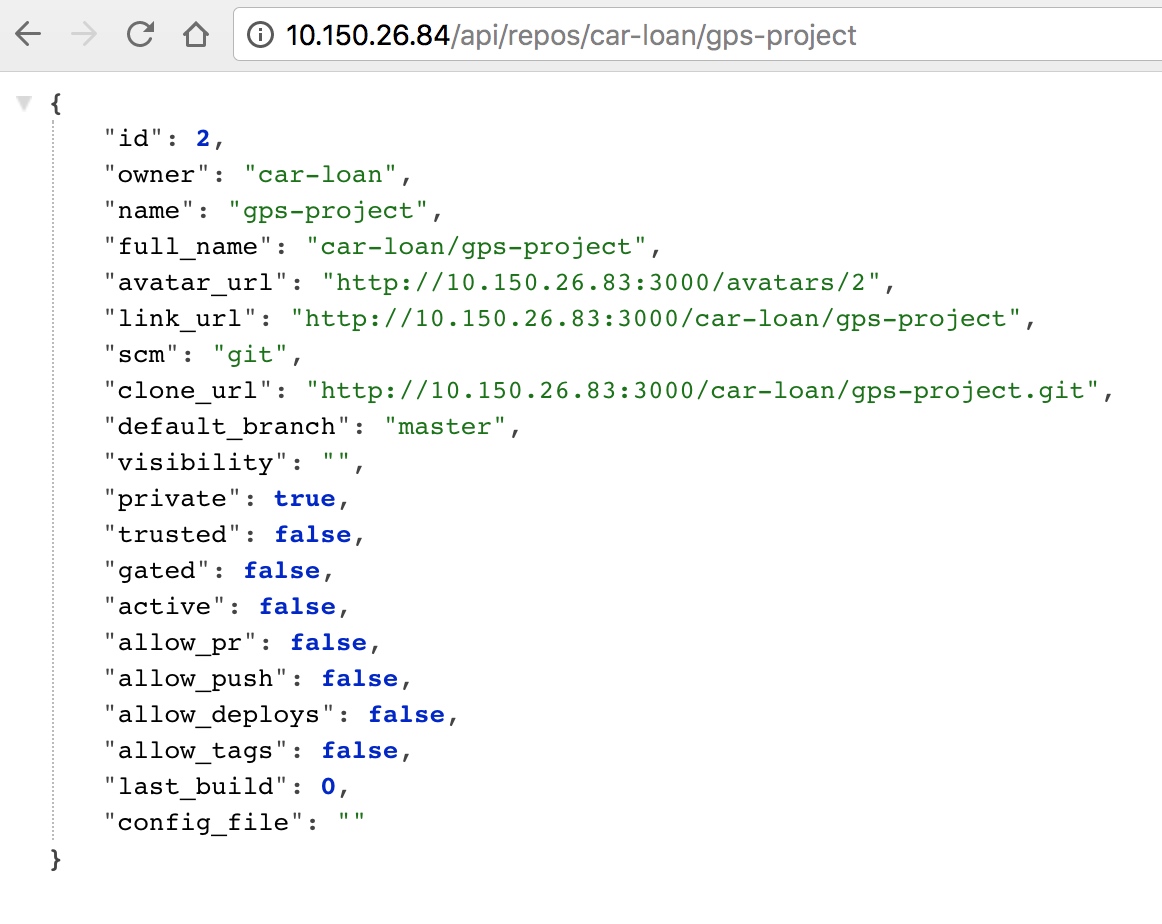 10.150.26.84/api/repos/car-loan/gps-project
{
"id": 2,
"owner": "car-loan",
"name": "gps-project",
"full_name": "car-loan/gps-project",
"avatar_url": "http://10.150.26.83:3000/avatars/2",
"link_url": "http://10.150.26.83:3000/car-loan/gps-project",
"scm": "git",
"clone_url": "http://10.150.26.83:3000/car-loan/gps-project.git",
"default_branch": "master",
"visibility": "",
"private": true,
"trusted": false,
"gated": false,
"active": false,
"allow_pr": false,
"allow_push": false,
"allow_deploys": false,
"allow_tags": false,
"last_build": 0,
"config_file": ""
}